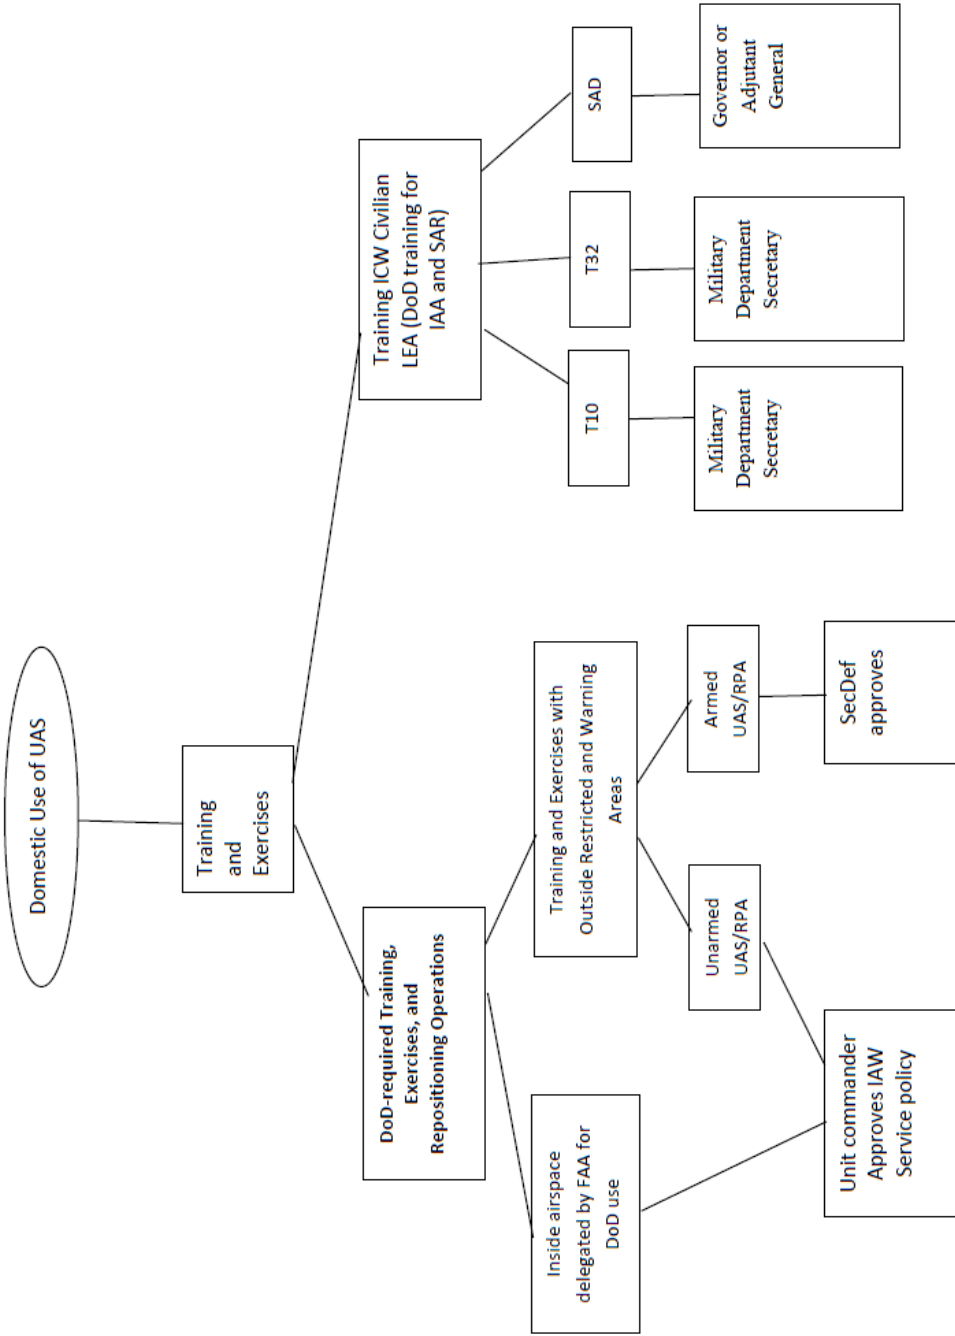 Domestic Use of UAS
Training
and
Exercises
DoD-required Training,
Exercises, and
Repositioning Operations
Training ICW Civilian
LEA (DoD training for
IAA and SAR)
Inside airspace
delegated by FAA for
DoD use
Training and Exercises with
Outside Restricted and Warning
Areas
T10
T32
SAD
Unarmed
UAS/RPA
Armed
UAS/RPA
Military
Department
Secretary
Military
Department
Secretary
Governor or
Adjutant
General
Unit commander
Approves IAW
Service policy
SecDef
approves